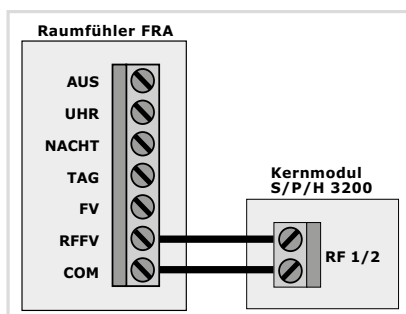 Raumfühler FRA
AUS
UHR
NACHT
TAG
FV
RFFV
COM
Kernmodul
S/P/H 3200
RF 1/2